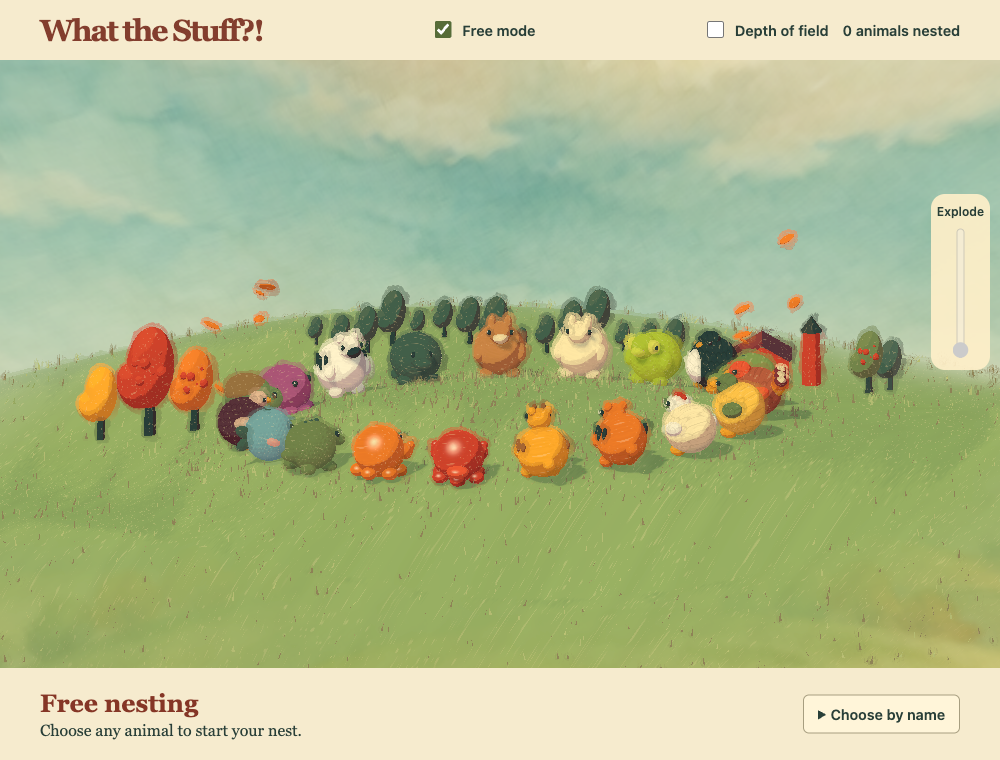 What the Stuff?!
Free mode
Depth of field
0 animals nested
Explode
Free nesting
Choose any animal to start your nest.
Choose by name